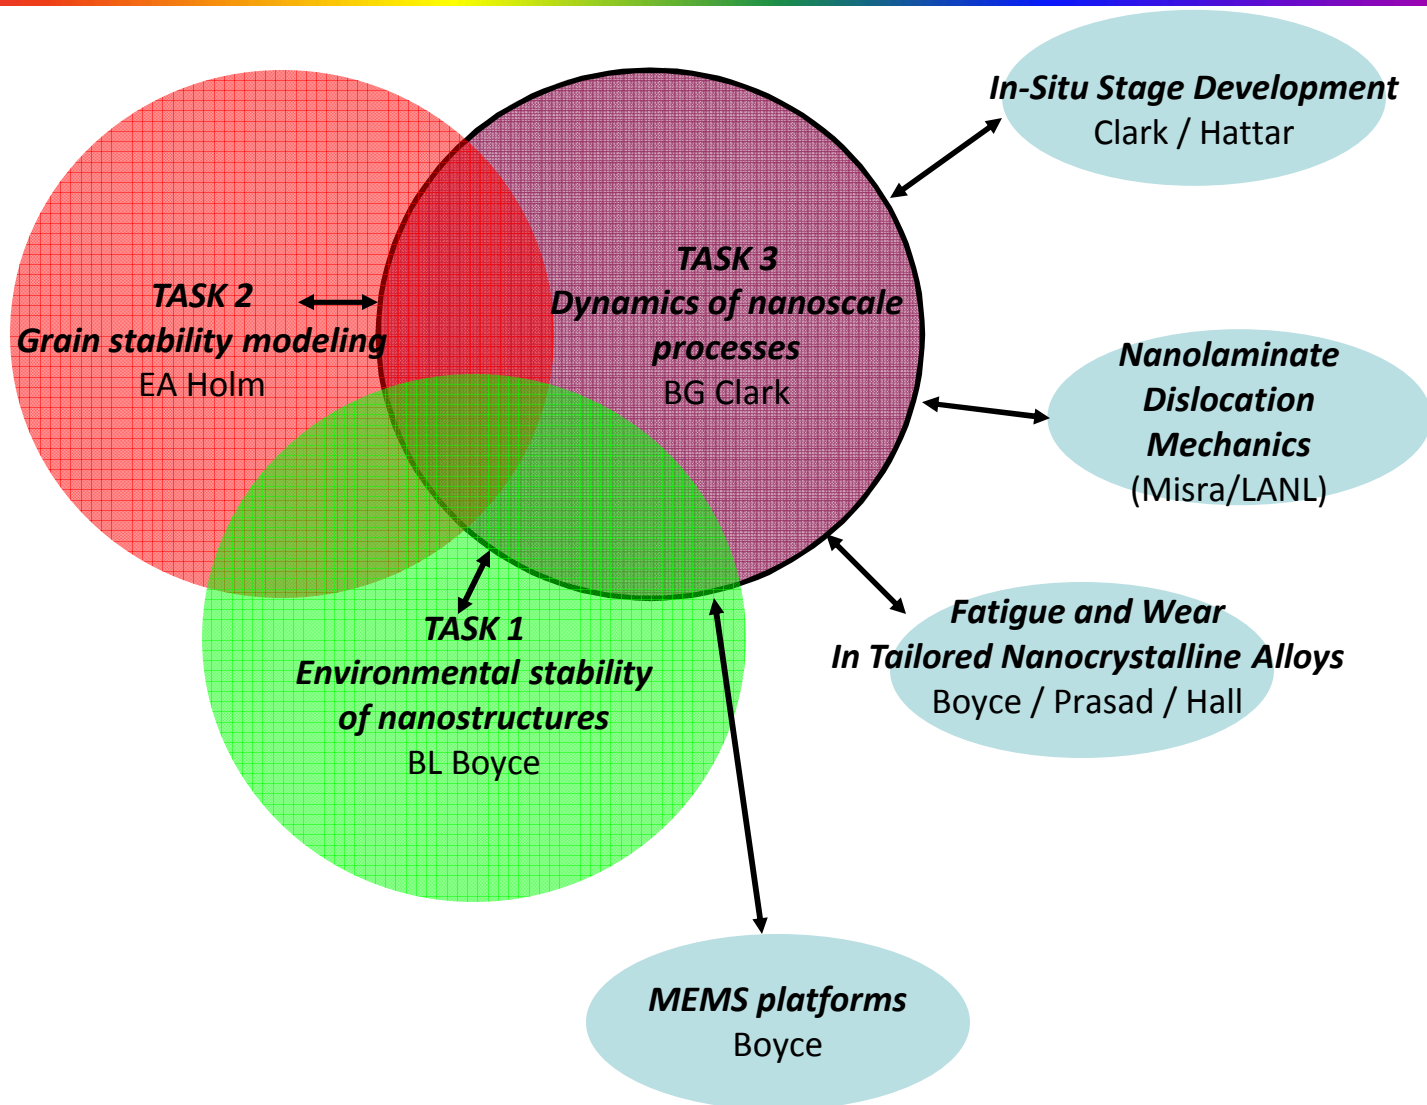 In-Situ Stage Development
Clark / Hattar
TASK 3
Dynamics of nanoscale
processes
BG Clark
TASK 2
Grain stability modeling
EA Holm
Nanolaminate
Dislocation
Mechanics
(Misra/LANL)
Fatigue and Wear
In Tailored Nanocrystalline Alloys
Boyce / Prasad / Hall
TASK 1
Environmental stability
of nanostructures
BL Boyce
MEMS platforms
Boyce